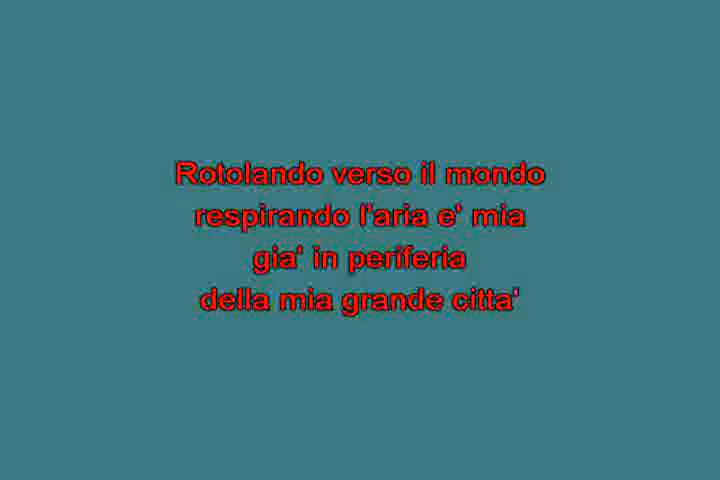 Rotolando verso il mondo
respirando l'aria e' mia
gia' in periferia
della mia grande citta'